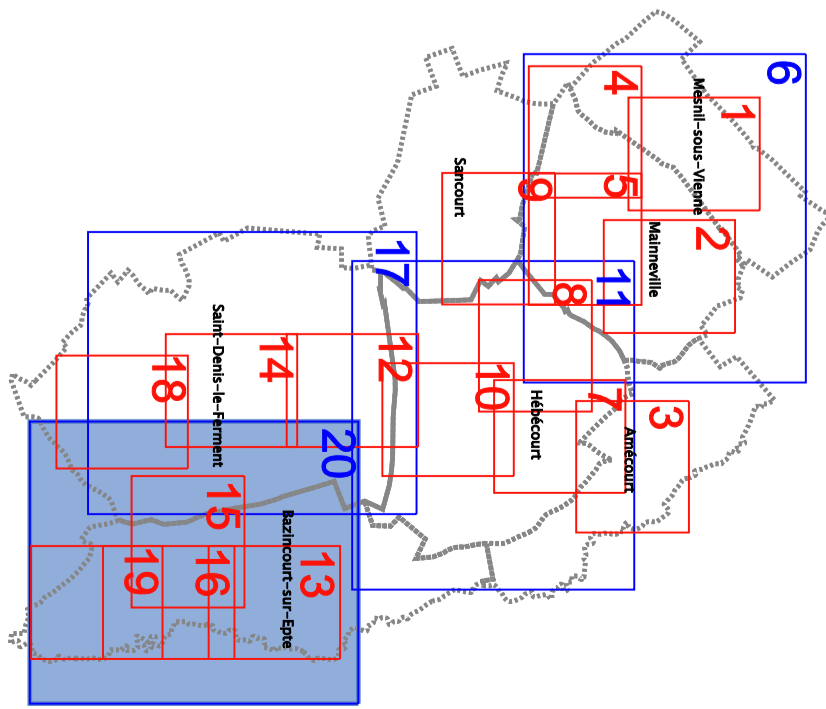 6
1
2
Mesnil-sous-Vienne
3
Mainneville
4
5
11
7
Amécourt
8
9
Hébécourt
10
Sancourt
17
12
20
13
Bazincourt-sur-Epte
14
15
Saint-Denis-le-Ferment
16
18
19